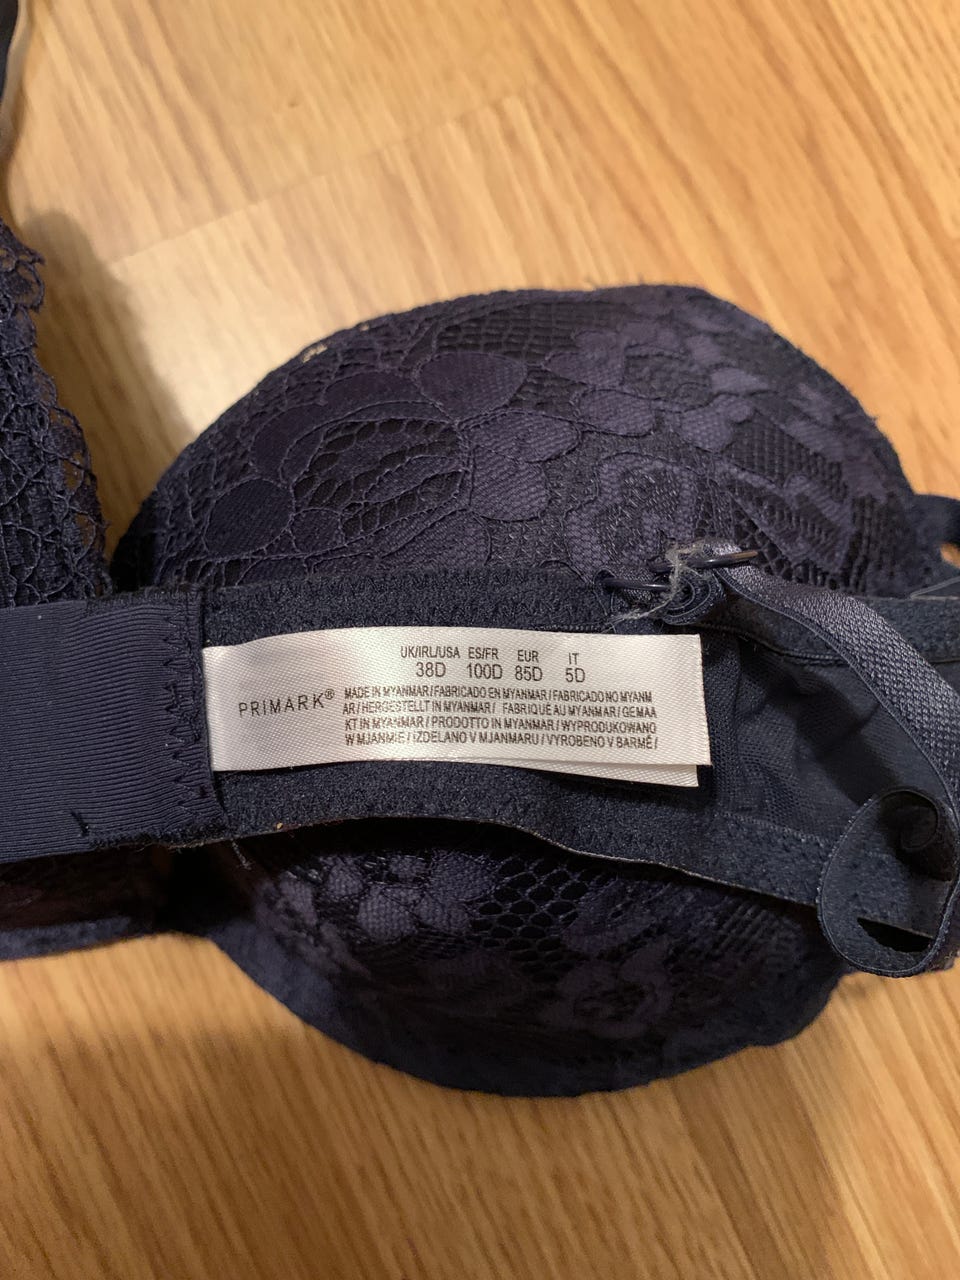 UK/IRL/USA ES/FR EUR IT
38D 100D 85D 5D
PRIMARK®
MADE IN MYANMAR / FABRICADO EN MYANMAR / FABRICADO NO MYANM
AR / HERGESTELLT IN MYANMAR / FABRIQUE AU MYANMAR / GEMAA
KT IN MYANMAR / PRODOTTO IN MYANMAR / WYPRODUKOWANO
W MJANMIE / IZDELANO V MJANMARU / VYROBENO V BARMĚ /